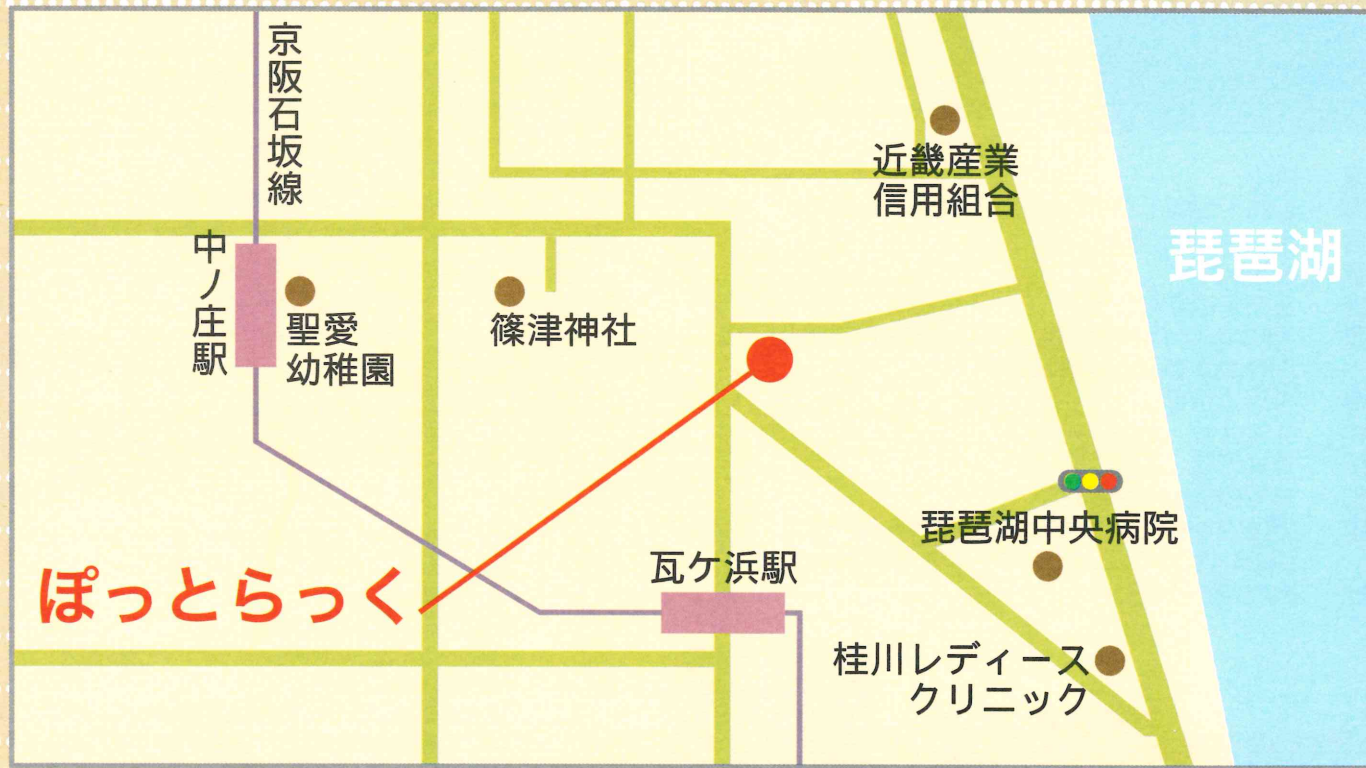 京阪石坂線
近畿産業
信用組合
琵琶湖
中ノ庄駅
聖愛
幼稚園
篠津神社
琵琶湖中央病院
瓦ケ浜駅
ぽっとらっく
桂川レディース
クリニック